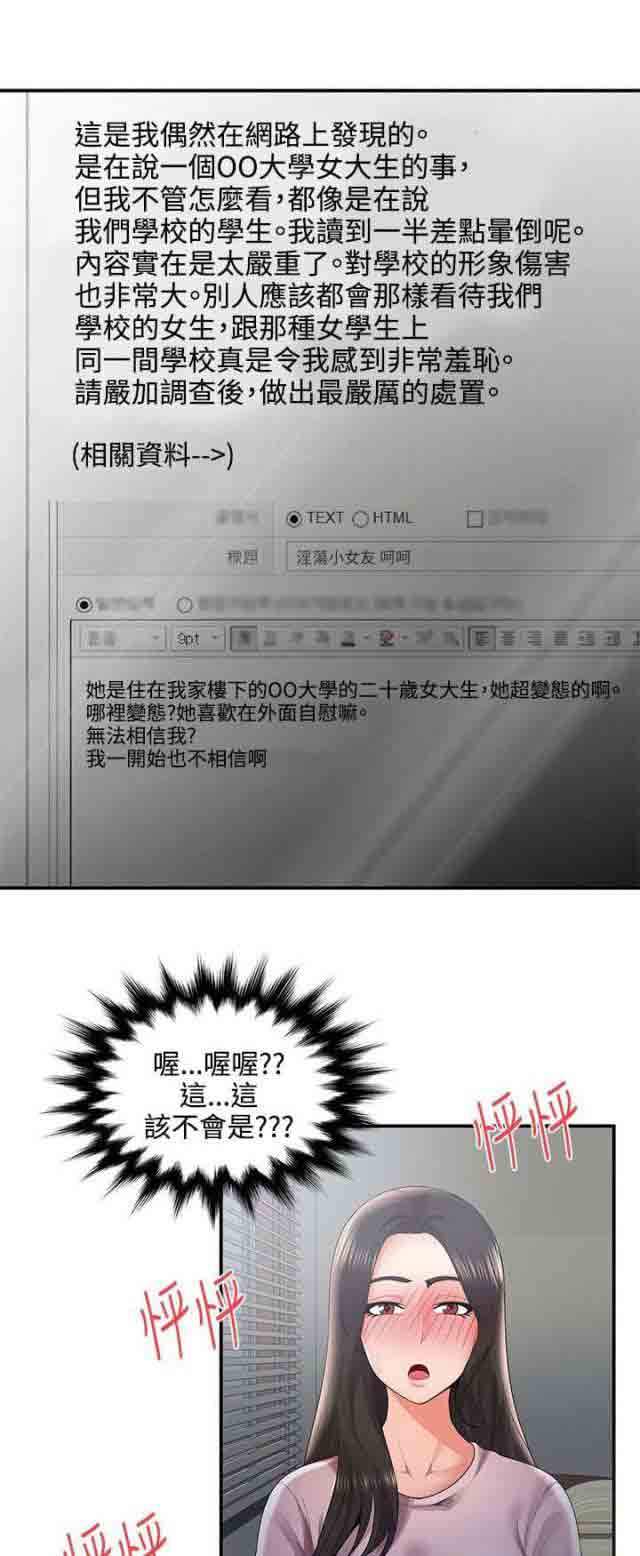 這是我偶然在網路上發現的。
是在說一個OO大學女大生的事，
但我不管怎麼看，都像是在說
我們學校的學生。我讀到一半差點暈倒呢。
內容實在是太嚴重了。對學校的形象傷害
也非常大。別人應該都會那樣看待我們
學校的女生，跟那種女學生上
同一間學校真是令我感到非常羞恥。
請嚴加調查後，做出最嚴厲的處置。
(相關資料-->)
TEXT HTML
標題 淫蕩小女友 呵呵
9pt
她是住在我家樓下的OO大學的二十歲女大生，她超變態的啊。
哪裡變態?她喜歡在外面自慰嘛。
無法相信我?
我一開始也不相信啊
喔...喔喔??
這...這
該不會是???
怦怦
怦怦
怦怦